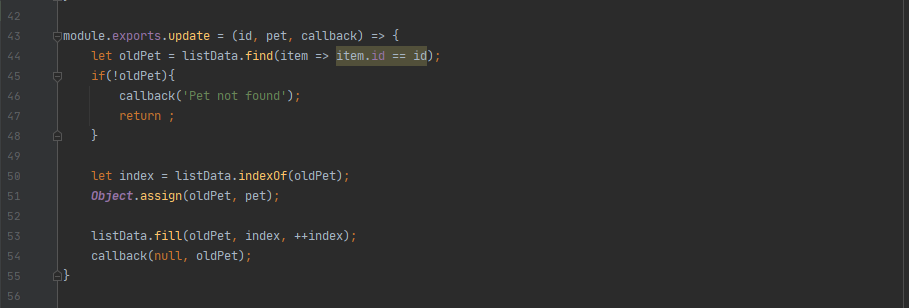 42
43 module.exports.update = (id, pet, callback) => {
44 let oldPet = listData.find(item => item.id == id);
45 if(!oldPet){
46 callback('Pet not found');
47 return ;
48 }
49
50 let index = listData.indexOf(oldPet);
51 Object.assign(oldPet, pet);
52
53 listData.fill(oldPet, index, ++index);
54 callback(null, oldPet);
55 }
56